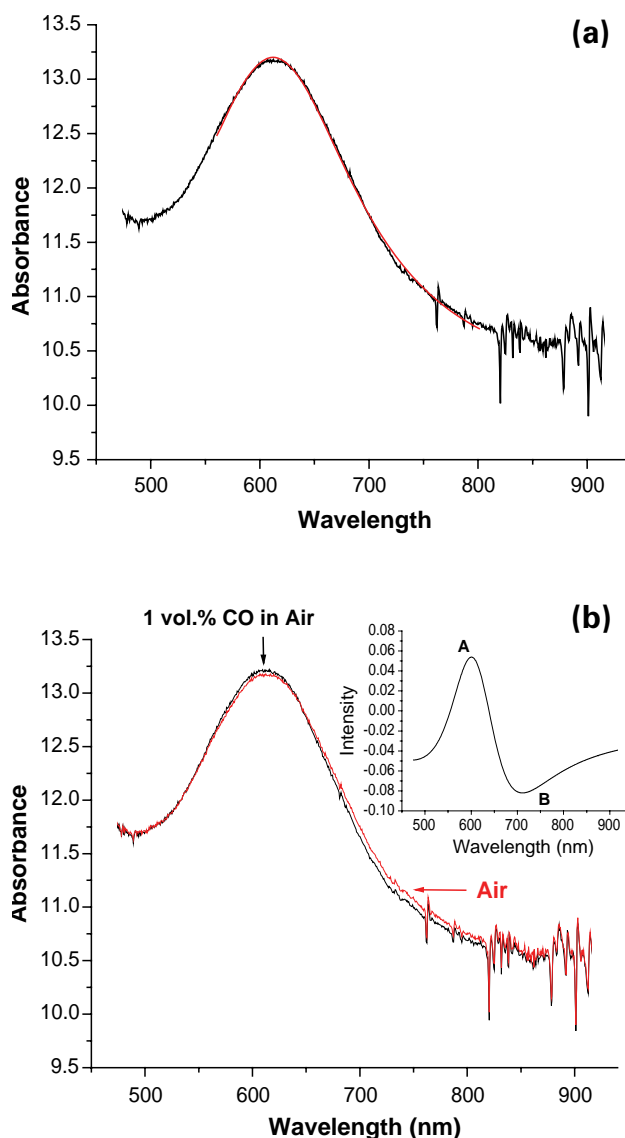 (a)
13.5
13.0
12.5
12.0
11.5
11.0
10.5
10.0
9.5
Absorbance
500 600 700 800 900
Wavelength
(b)
1 vol.% CO in Air
13.5
13.0
12.5
12.0
11.5
11.0
10.5
10.0
9.5
Absorbance
0.08
0.06
0.04
0.02
0.00
-0.02
-0.04
-0.06
-0.08
-0.10
Intensity
A
B
500 600 700 800 900
Wavelength (nm)
Air
500 600 700 800 900
Wavelength (nm)